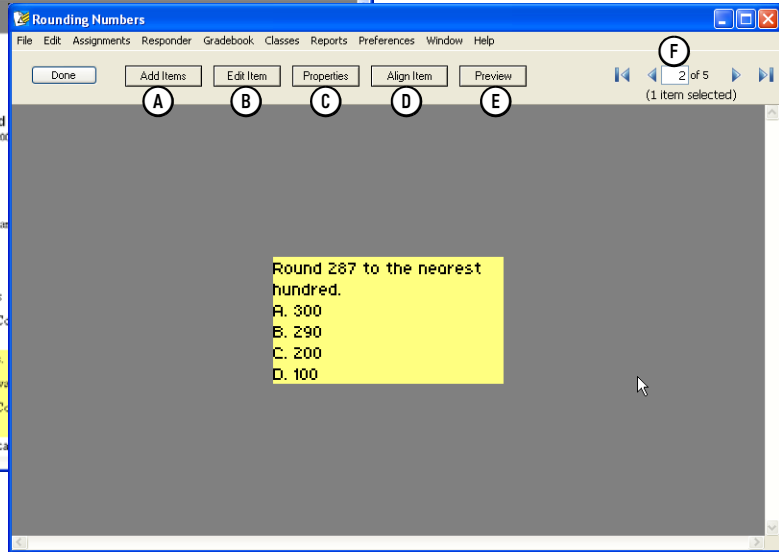 Rounding Numbers
File Edit Assignments Responder Gradebook Classes Reports Preferences Window Help
Done Add Items Edit Item Properties Align Item Preview 2 of 5
A B C D E F
(1 item selected)
Round 287 to the nearest
hundred.
A. 300
B. 290
C. 200
D. 100